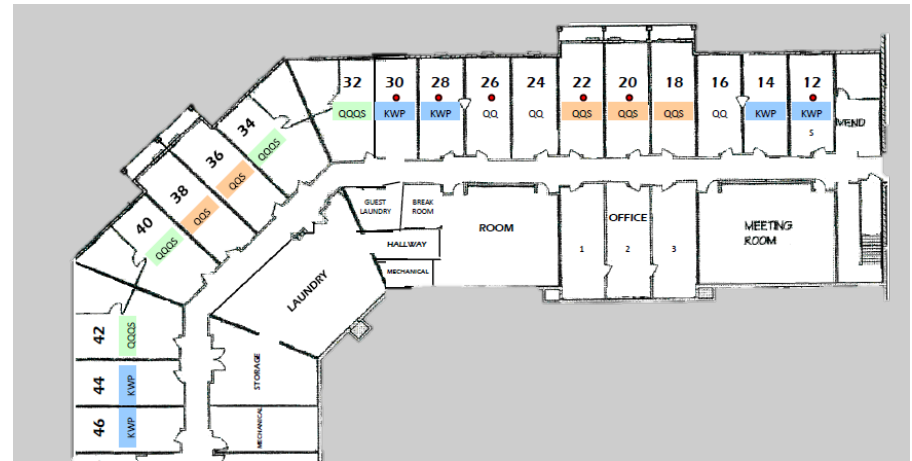 32 30 28 26 24 22 20 18 16 14 12
QQQS KWP KWP QQ QQ QQS QQS QQS QQ KWP KWP
S
VEND
34
QQQS
36
QQS
38
QQS
40
QQQS
GUEST LAUNDRY
BREAK ROOM
HALLWAY
MECHANICAL
ROOM
OFFICE
1 2 3
MEETING
ROOM
LAUNDRY
42
QQQS
44
KWP
46
KWP
STORAGE
MECHANICAL